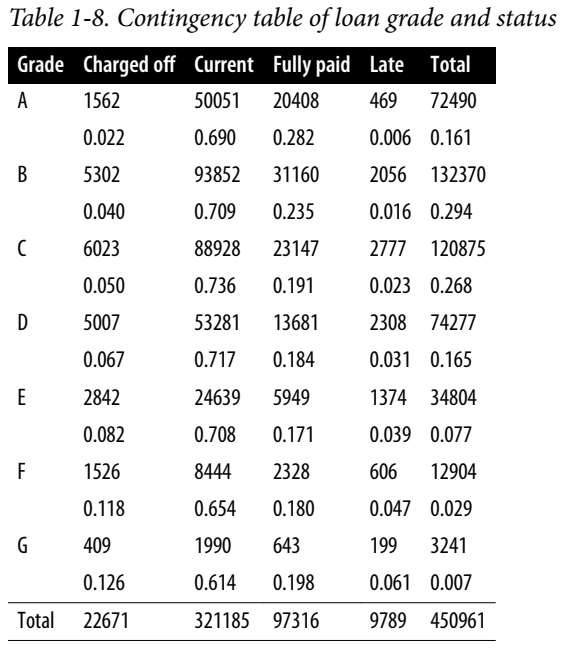 Table 1-8. Contingency table of loan grade and status
Grade Charged off Current Fully paid Late Total
A 1562 50051 20408 469 72490
0.022 0.690 0.282 0.006 0.161
B 5302 93852 31160 2056 132370
0.040 0.709 0.235 0.016 0.294
C 6023 88928 23147 2777 120875
0.050 0.736 0.191 0.023 0.268
D 5007 53281 13681 2308 74277
0.067 0.717 0.184 0.031 0.165
E 2842 24639 5949 1374 34804
0.082 0.708 0.171 0.039 0.077
F 1526 8444 2328 606 12904
0.118 0.654 0.180 0.047 0.029
G 409 1990 643 199 3241
0.126 0.614 0.198 0.061 0.007
Total 22671 321185 97316 9789 450961